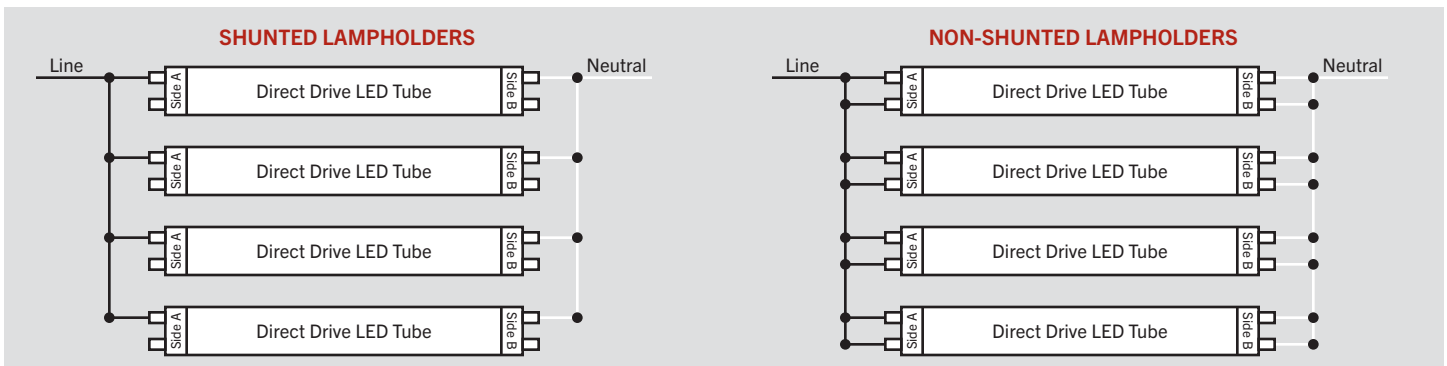 SHUNTED LAMPHOLDERS
Line
Neutral
Side A
Direct Drive LED Tube
Side B
Side A
Direct Drive LED Tube
Side B
Side A
Direct Drive LED Tube
Side B
Side A
Direct Drive LED Tube
Side B
NON-SHUNTED LAMPHOLDERS
Line
Neutral
Side A
Direct Drive LED Tube
Side B
Side A
Direct Drive LED Tube
Side B
Side A
Direct Drive LED Tube
Side B
Side A
Direct Drive LED Tube
Side B